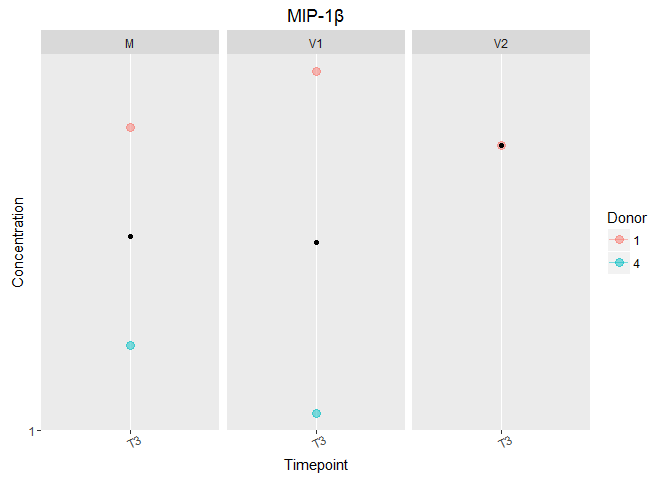 MIP-1β
M
V1
V2
Concentration
1
T3
T3
T3
Timepoint
Donor
1
4